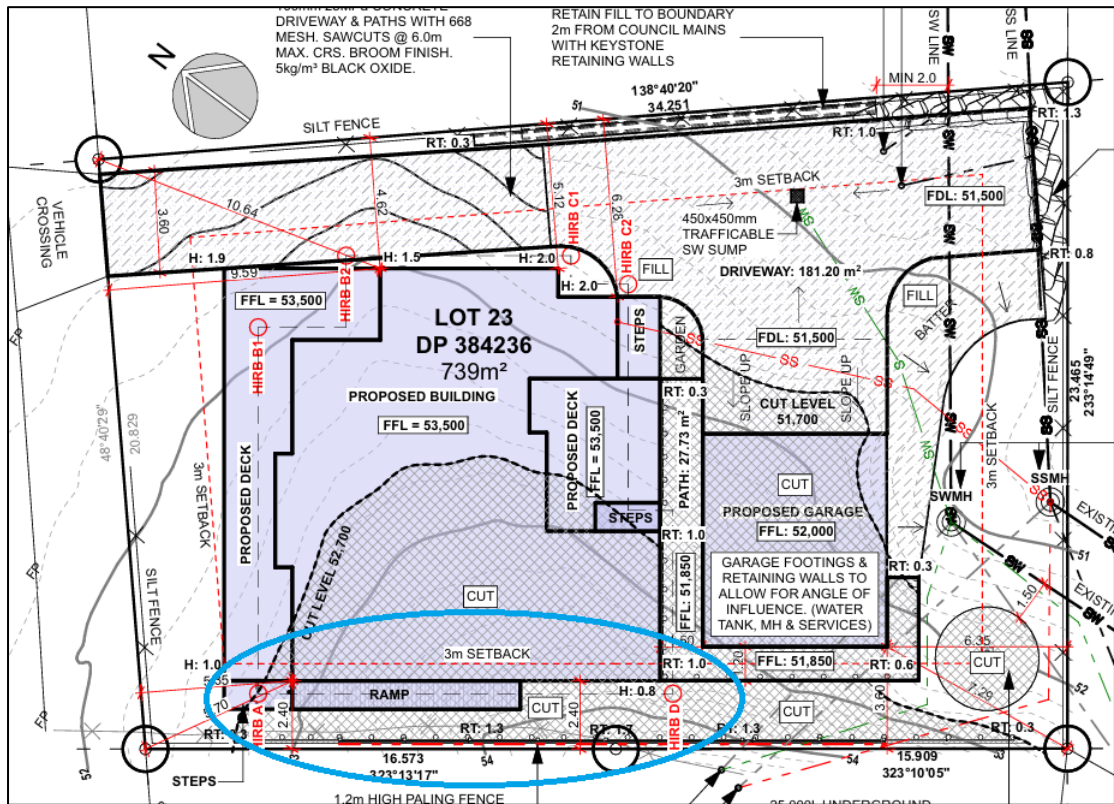 DRIVEWAY & PATHS WITH 668
MESH. SAWCUTS @ 6.0m
MAX. CRS. BROOM FINISH.
5kg/m³ BLACK OXIDE.
RETAIN FILL TO BOUNDARY
2m FROM COUNCIL MAINS
WITH KEYSTONE
RETAINING WALLS
SW LINE
SS LINE
SW
SS
N
MIN 2.0
138°40'20"
34.251
51
RT: 1.3
SILT FENCE
RT: 0.3
RT: 1.0
3m SETBACK
FDL: 51,500
VEHICLE
CROSSING
3.60
10.64
4.62
5.12
6.28
HIRB C1
HIRB C2
450x450mm
TRAFFICABLE
SW SUMP
SW
RT: 0.8
H: 1.9
9.59
HIRB B2
H: 1.5
H: 2.0
H: 2.0
FILL
DRIVEWAY: 181.20 m²
FILL
BATTER
FFL = 53,500
LOT 23
DP 384236
739m²
STEPS
GARDEN
SS
FDL: 51,500
SLOPE UP
SLOPE UP
HIRB B1
PROPOSED BUILDING
FFL = 53,500
RT: 0.3
CUT LEVEL
51,700
SILT FENCE
23.465
233°14'49"
FP
48°40'29"
20.829
3m SETBACK
PROPOSED DECK
PROPOSED DECK
FFL = 53,500
PATH: 27.73 m²
CUT
3m SETBACK
SWMH
SSMH
STEPS
PROPOSED GARAGE
FFL: 52,000
RT: 1.0
EXISTING
51
CUT LEVEL 52,700
CUT
FFL: 51,850
GARAGE FOOTINGS &
RETAINING WALLS TO
ALLOW FOR ANGLE OF
INFLUENCE. (WATER
TANK, MH & SERVICES)
RT: 0.3
1.50
SILT FENCE
FP
H: 1.0
3m SETBACK
RT: 1.0
FFL: 51,850
RT: 0.6
6.35
CUT
7.29
52
RAMP
H: 0.8
CUT
2.40
2.40
HIRB A
HIRB D
CUT
3.60
RT: 1.3
RT: 1.3
RT: 0.3
STEPS
52
16.573
323°13'17"
54
54
15.909
323°10'05"
53
1.2m HIGH PALING FENCE